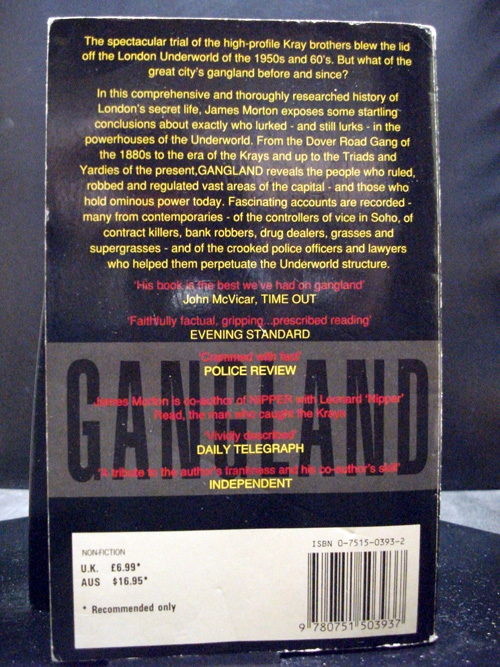 The spectacular trial of the high-profile Kray brothers blew the lid
off the London Underworld of the 1950s and 60's. But what of the
great city's gangland before and since?
In this comprehensive and thoroughly researched history of
London's secret life, James Morton exposes some startling
conclusions about exactly who lurked - and still lurks - in the
powerhouses of the Underworld. From the Dover Road Gang of
the 1880s to the era of the Krays and up to the Triads and
Yardies of the present,GANGLAND reveals the people who ruled,
robbed and regulated vast areas of the capital - and those who
hold ominous power today. Fascinating accounts are recorded -
many from contemporaries - of the controllers of vice in Soho, of
contract killers, bank robbers, drug dealers, grasses and
supergrasses - and of the crooked police officers and lawyers
who helped them perpetuate the Underworld structure.
'His book is the best we've had on gangland'
John McVicar, TIME OUT
'Faithfully factual, gripping...prescribed reading'
EVENING STANDARD
'Crammed with fact'
POLICE REVIEW
GANGLAND
James Morton is co-author of NIPPER with Leonard 'Nipper'
Read, the man who caught the Krays
'Vividly described'
DAILY TELEGRAPH
'A tribute to the author's frankness and his co-author's skill'
INDEPENDENT
NON-FICTION
U.K. £6.99*
AUS $16.95*
* Recommended only
ISBN 0-7515-0393-2
9 780751 503937